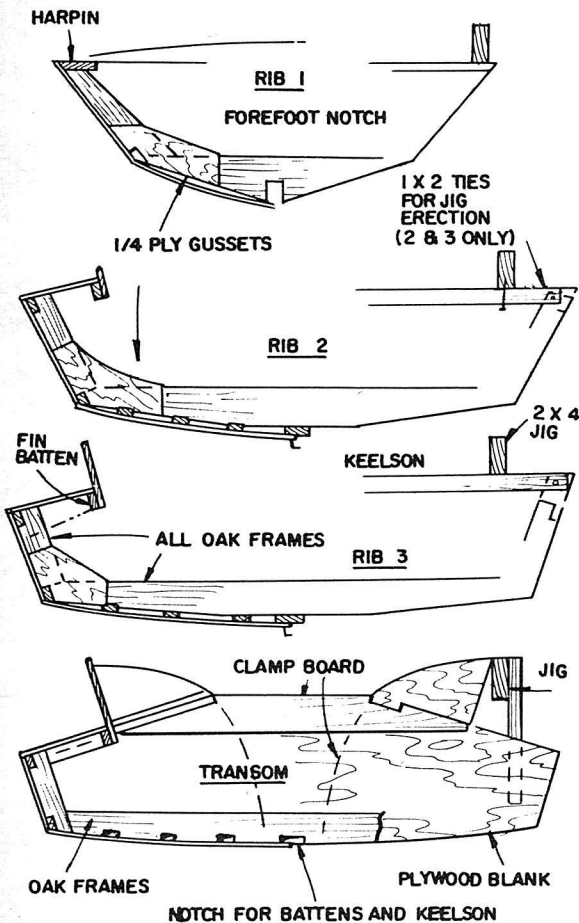 HARPIN
RIB 1
FOREFOOT NOTCH
1 X 2 TIES
FOR JIG
ERECTION
(2 & 3 ONLY)
1/4 PLY GUSSETS
RIB 2
2 X 4
JIG
FIN
BATTEN
KEELSON
ALL OAK FRAMES
RIB 3
CLAMP BOARD
JIG
TRANSOM
OAK FRAMES
PLYWOOD BLANK
NOTCH FOR BATTENS AND KEELSON